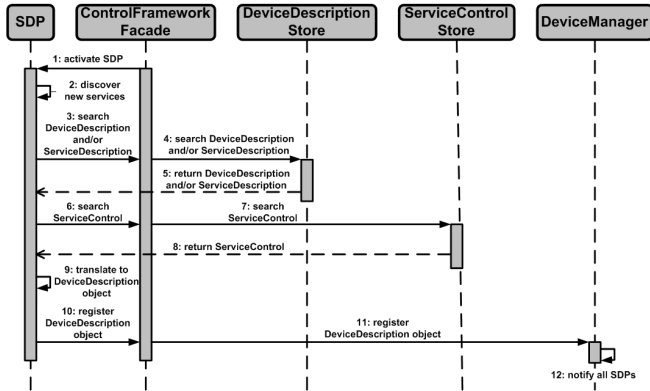 SDP
ControlFramework
Facade
DeviceDescription
Store
ServiceControl
Store
DeviceManager
1: activate SDP
2: discover
new services
3: search
DeviceDescription
and/or
ServiceDescription
4: search DeviceDescription
and/or ServiceDescription
5: return DeviceDescription
and/or ServiceDescription
6: search
ServiceControl
7: search
ServiceControl
8: return ServiceControl
9: translate to
DeviceDescription
object
10: register
DeviceDescription
object
11: register
DeviceDescription object
12: notify all SDPs